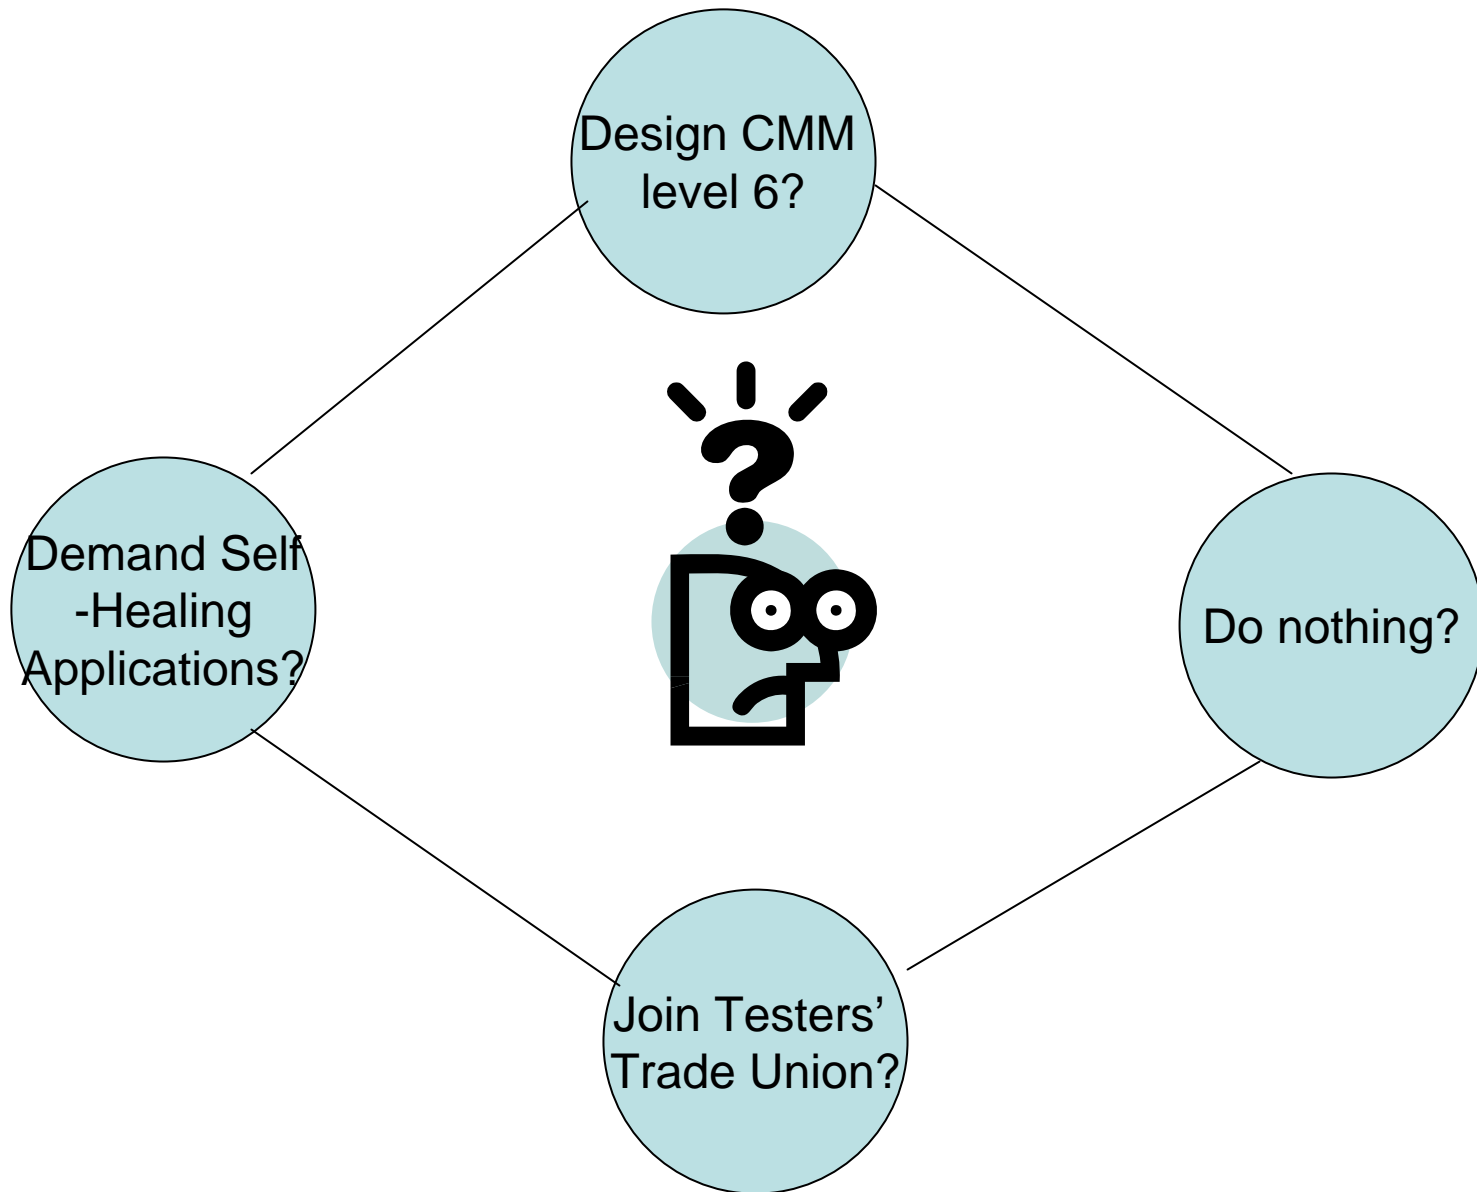 Design CMM
level 6?
Demand Self
-Healing
Applications?
?
Do nothing?
Join Testers’
Trade Union?